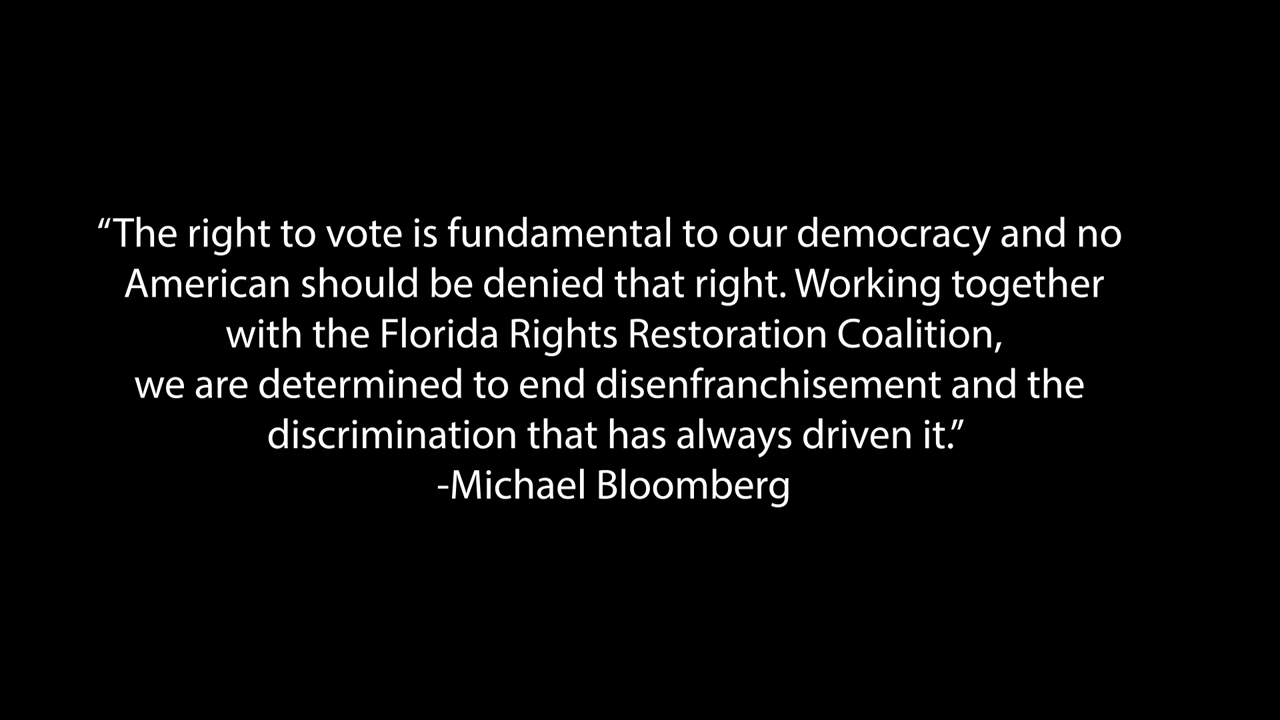 “The right to vote is fundamental to our democracy and no
American should be denied that right. Working together
with the Florida Rights Restoration Coalition,
we are determined to end disenfranchisement and the
discrimination that has always driven it.”
-Michael Bloomberg